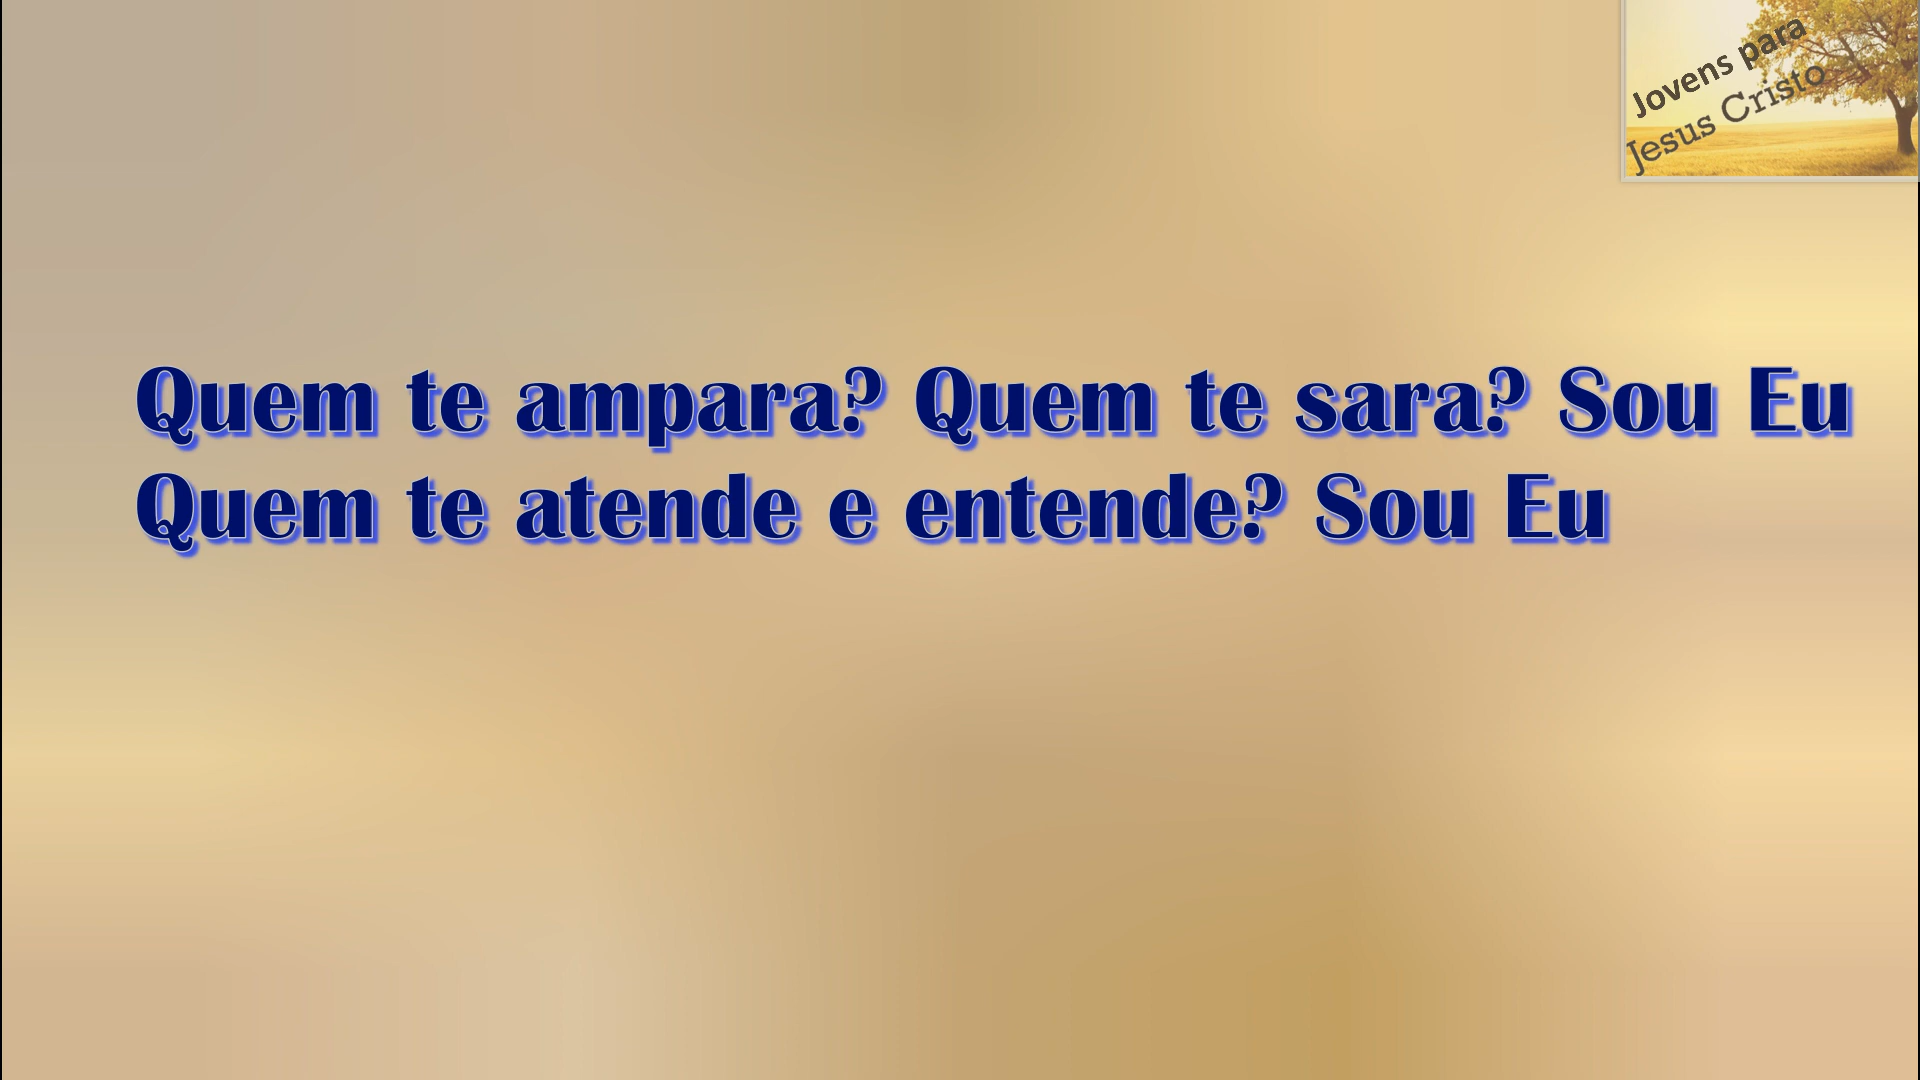 Jovens para
Jesus Cristo
Quem te ampara? Quem te sara? Sou Eu
Quem te atende e entende? Sou Eu